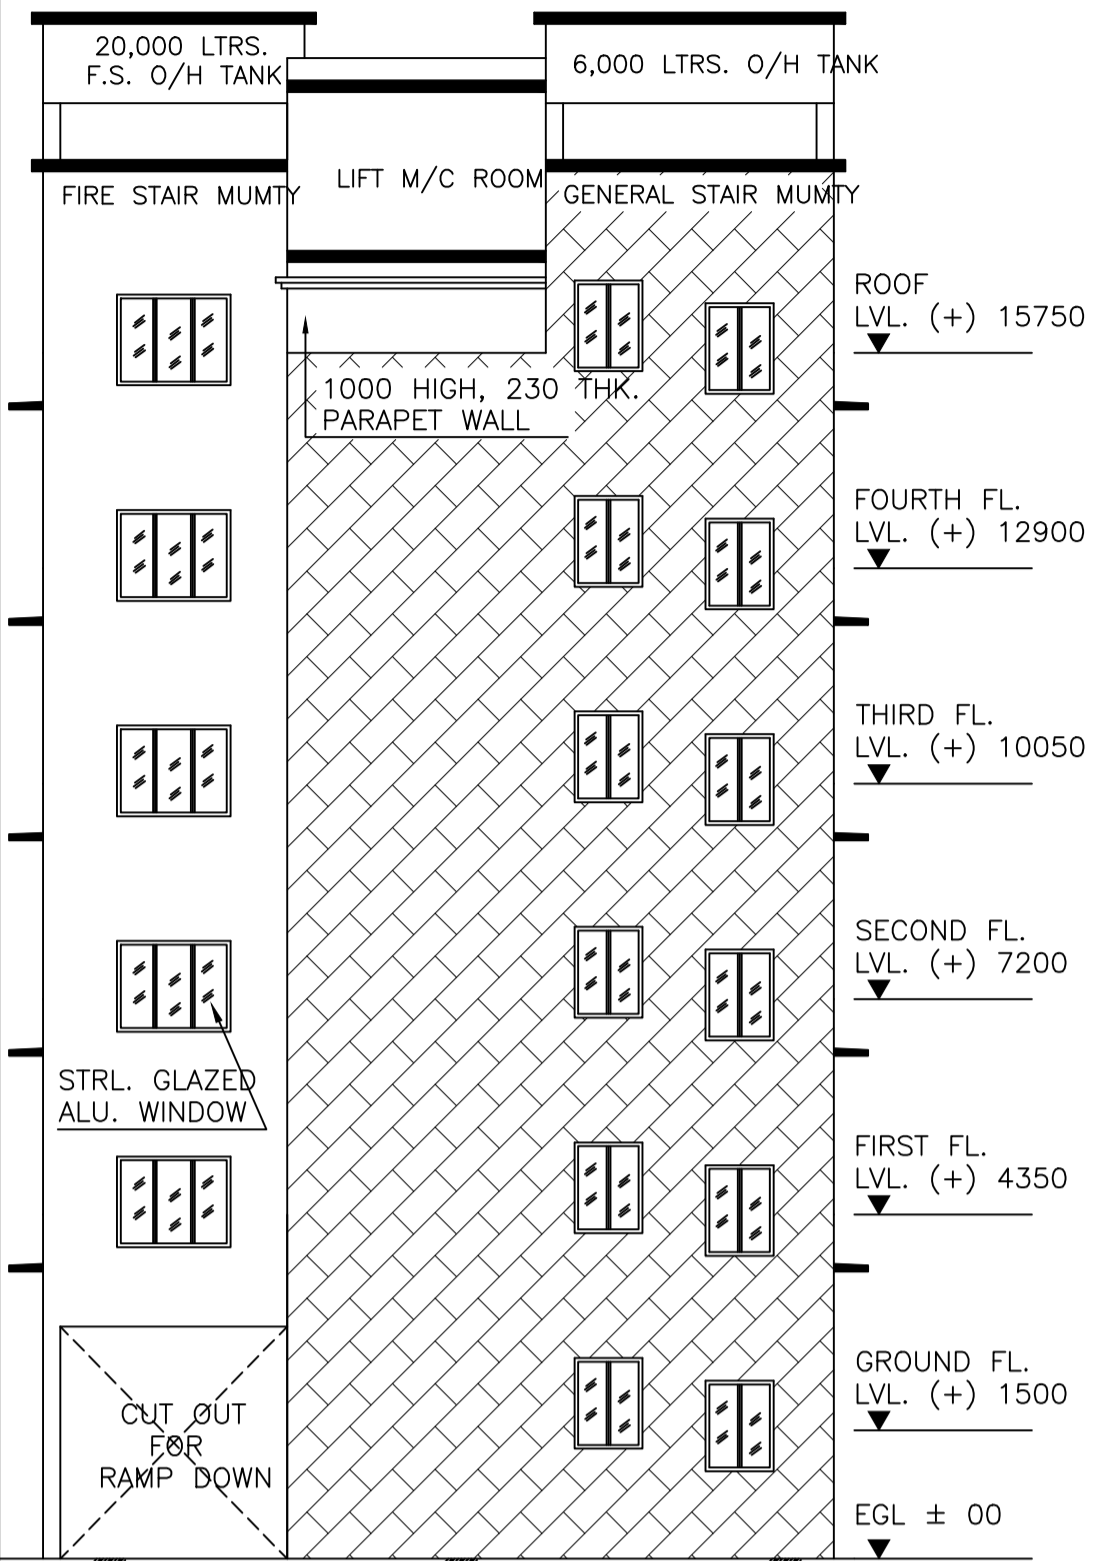 20,000 LTRS.
F.S. O/H TANK
6,000 LTRS. O/H TANK
LIFT M/C ROOM
FIRE STAIR MUMTY
GENERAL STAIR MUMTY
ROOF
LVL. (+) 15750
1000 HIGH, 230 THK.
PARAPET WALL
FOURTH FL.
LVL. (+) 12900
THIRD FL.
LVL. (+) 10050
SECOND FL.
LVL. (+) 7200
STRL. GLAZED
ALU. WINDOW
FIRST FL.
LVL. (+) 4350
GROUND FL.
LVL. (+) 1500
CUT OUT
FOR
RAMP DOWN
EGL ± 00